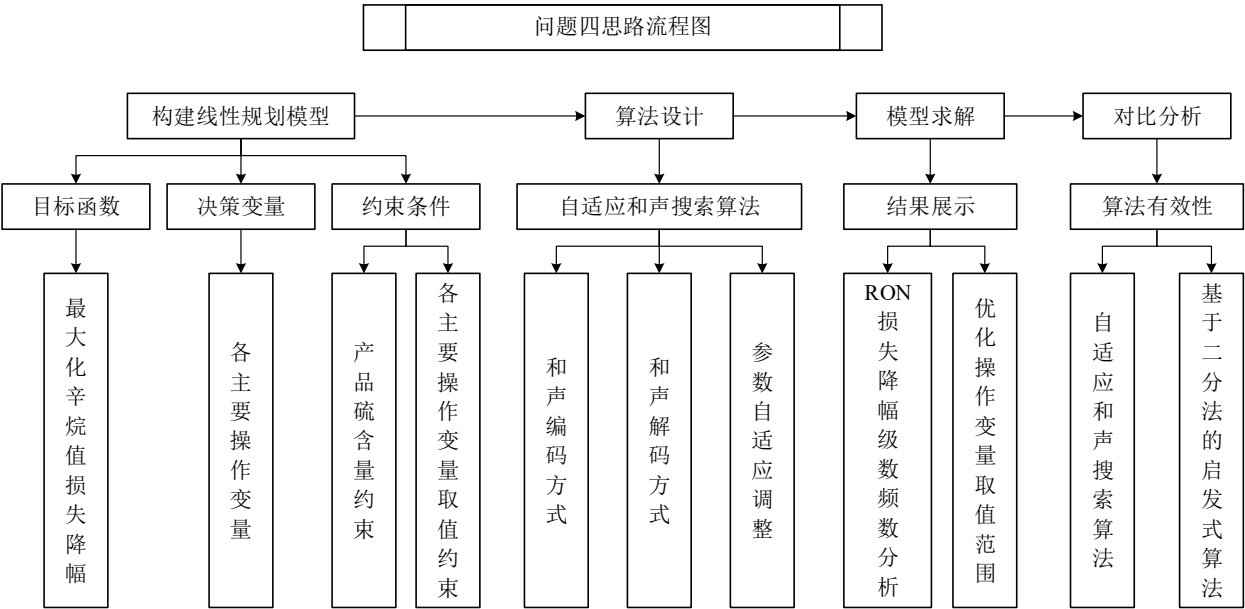 问题四思路流程图
构建线性规划模型
算法设计
模型求解
对比分析
目标函数
决策变量
约束条件
自适应和声搜索算法
结果展示
算法有效性
最大化辛烷值损失降幅
各主要操作变量
产品硫含量约束
各主要操作变量取值约束
和声编码方式
和声解码方式
参数自适应调整
RON损失降幅级数频数分析
优化操作变量取值范围
自适应和声搜索算法
基于二分法的启发式算法